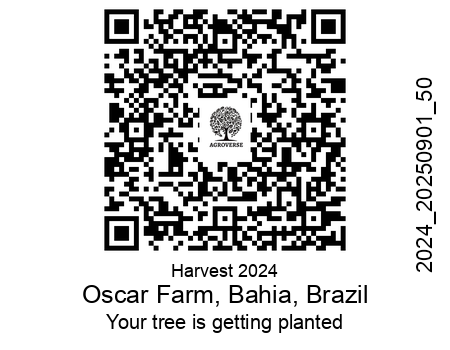 AGROVERSE
Harvest 2024
Oscar Farm, Bahia, Brazil
Your tree is getting planted
2024_20250901_50